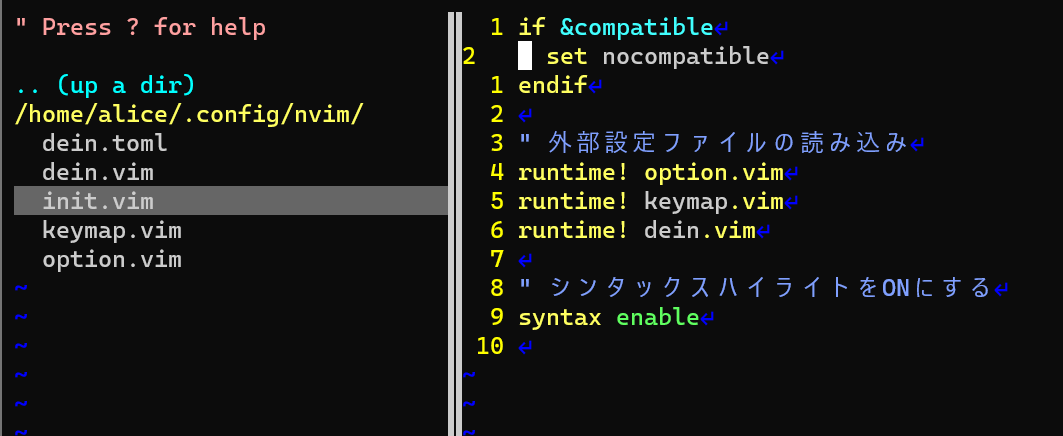 " Press ? for help
.. (up a dir)
/home/alice/.config/nvim/
dein.toml
dein.vim
init.vim
keymap.vim
option.vim
~
~
~
~
~
~
1 if &compatible↵
2 set nocompatible↵
1 endif↵
2 ↵
3 " 外部設定ファイルの読み込み↵
4 runtime! option.vim↵
5 runtime! keymap.vim↵
6 runtime! dein.vim↵
7 ↵
8 " シンタックスハイライトをONにする↵
9 syntax enable↵
10 ↵
~
~
~